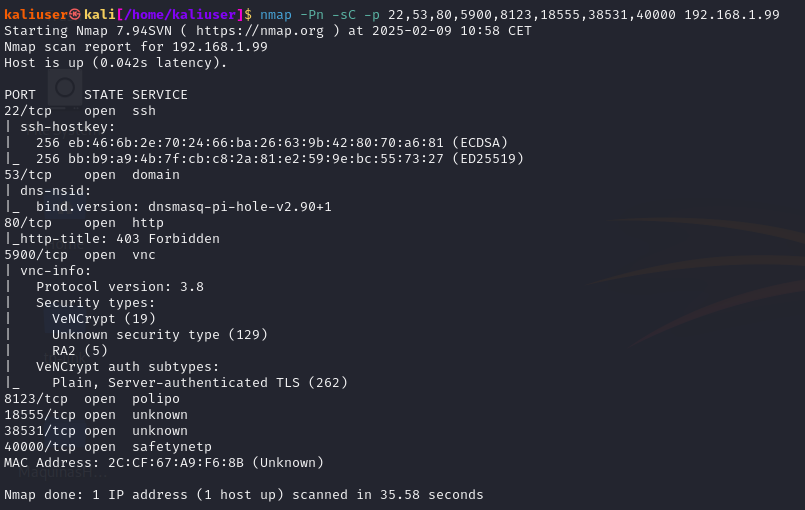 kaliuser㉿kali[/home/kaliuser]$ nmap -Pn -sC -p 22,53,80,5900,8123,18555,38531,40000 192.168.1.99
Starting Nmap 7.94SVN ( https://nmap.org ) at 2025-02-09 10:58 CET
Nmap scan report for 192.168.1.99
Host is up (0.042s latency).

PORT      STATE SERVICE
22/tcp    open  ssh
| ssh-hostkey:
|   256 eb:46:6b:2e:70:24:66:ba:26:63:9b:42:80:70:a6:81 (ECDSA)
|_  256 bb:b9:a9:4b:7f:cb:c8:2a:81:e2:59:9e:bc:55:73:27 (ED25519)
53/tcp    open  domain
| dns-nsid:
|_  bind.version: dnsmasq-pi-hole-v2.90+1
80/tcp    open  http
|_http-title: 403 Forbidden
5900/tcp  open  vnc
| vnc-info:
|   Protocol version: 3.8
|   Security types:
|     VeNCrypt (19)
|     Unknown security type (129)
|     RA2 (5)
|   VeNCrypt auth subtypes:
|_    Plain, Server-authenticated TLS (262)
8123/tcp  open  polipo
18555/tcp open  unknown
38531/tcp open  unknown
40000/tcp open  safetynetp
MAC Address: 2C:CF:67:A9:F6:8B (Unknown)

Nmap done: 1 IP address (1 host up) scanned in 35.58 seconds